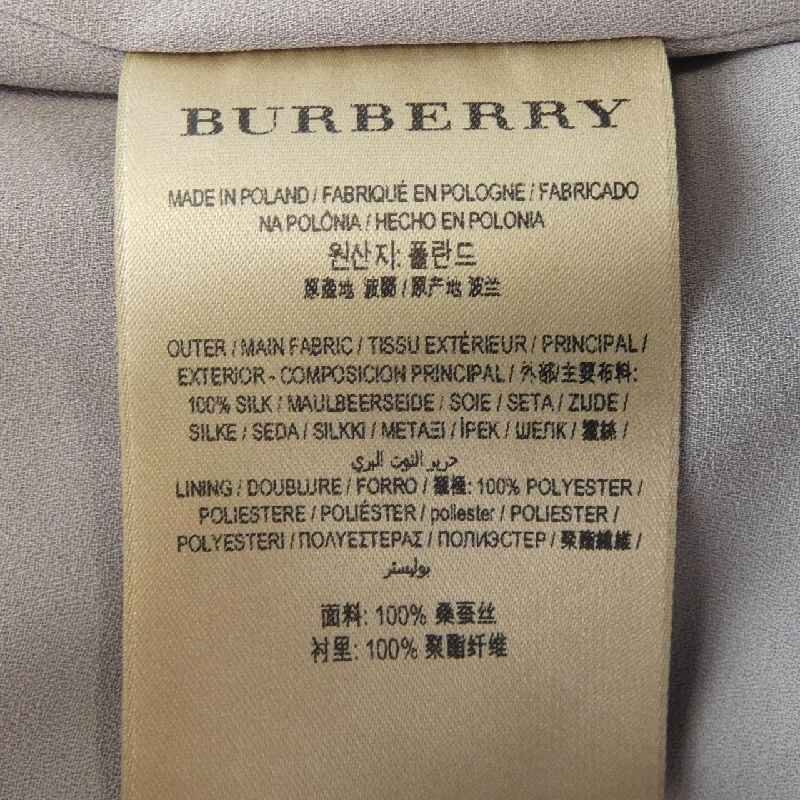 BURBERRY
MADE IN POLAND / FABRIQUÉ EN POLOGNE / FABRICADO
NA POLÔNIA / HECHO EN POLONIA
원산지: 폴란드
原產地 波蘭 / 原产地 波兰
OUTER / MAIN FABRIC / TISSU EXTÉRIEUR / PRINCIPAL /
EXTERIOR - COMPOSICION PRINCIPAL / 外部/主要布料:
100% SILK / MAULBEERSEIDE / SOIE / SETA / ZIJDE /
SILKE / SEDA / SILKKI / ΜΕΤΑΞΙ / İPEK / ШЕЛК / 蠶絲 /
حرير التوت البري
LINING / DOUBLURE / FORRO / 襯裡: 100% POLYESTER /
POLIESTERE / POLIÉSTER / poliester / POLIESTER /
POLYESTERI / ΠΟΛΥΕΣΤΕΡΑΣ / ПОЛИЭСТЕР / 聚酯纖維 /
بوليستر
面料: 100% 桑蚕丝
衬里: 100% 聚酯纤维